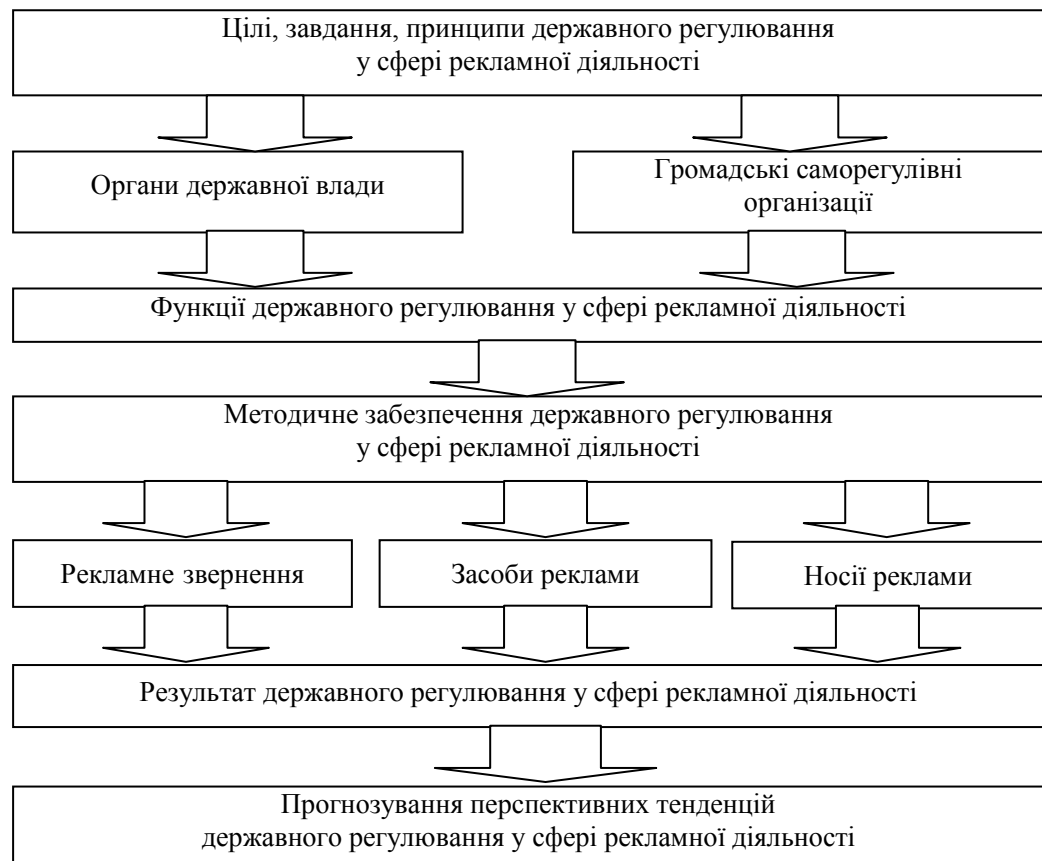 Цілі, завдання, принципи державного регулювання
у сфері рекламної діяльності
Органи державної влади
Громадські саморегулівні
організації
Функції державного регулювання у сфері рекламної діяльності
Методичне забезпечення державного регулювання
у сфері рекламної діяльності
Рекламне звернення
Засоби реклами
Носії реклами
Результат державного регулювання у сфері рекламної діяльності
Прогнозування перспективних тенденцій
державного регулювання у сфері рекламної діяльності